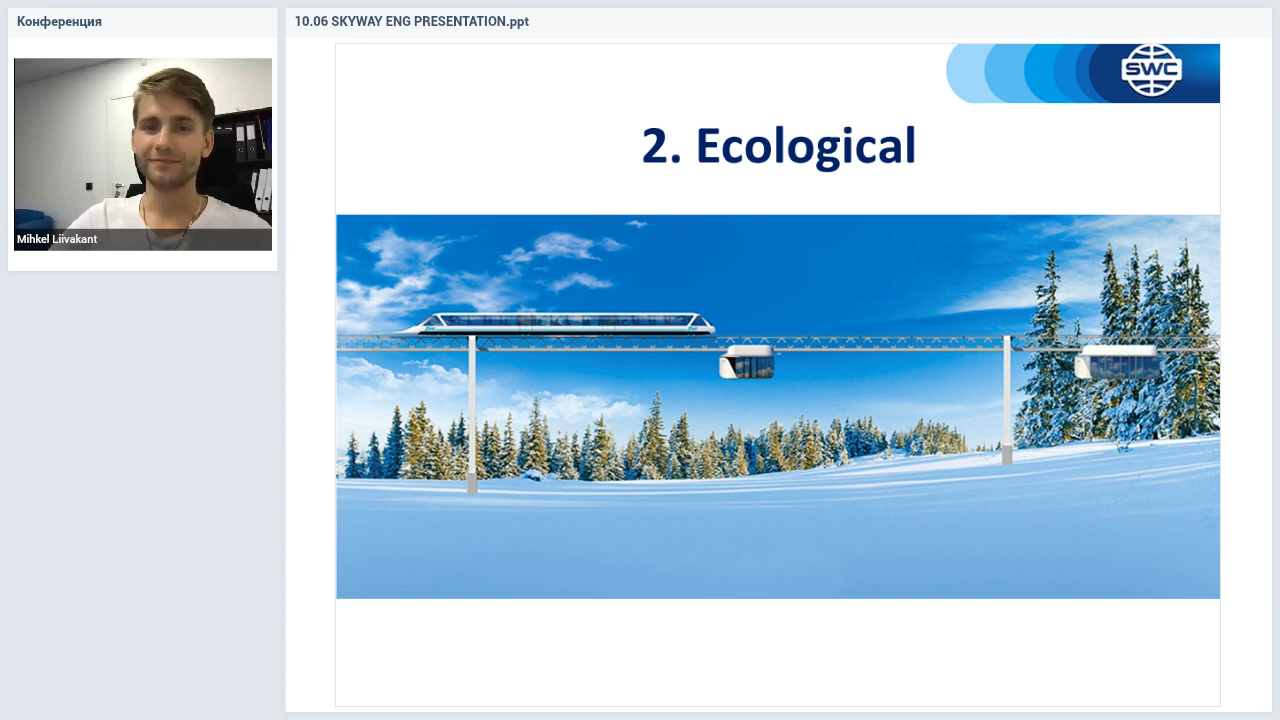 Конференция
Mihkel Liivakant
10.06 SKYWAY ENG PRESENTATION.ppt
SWC
2. Ecological